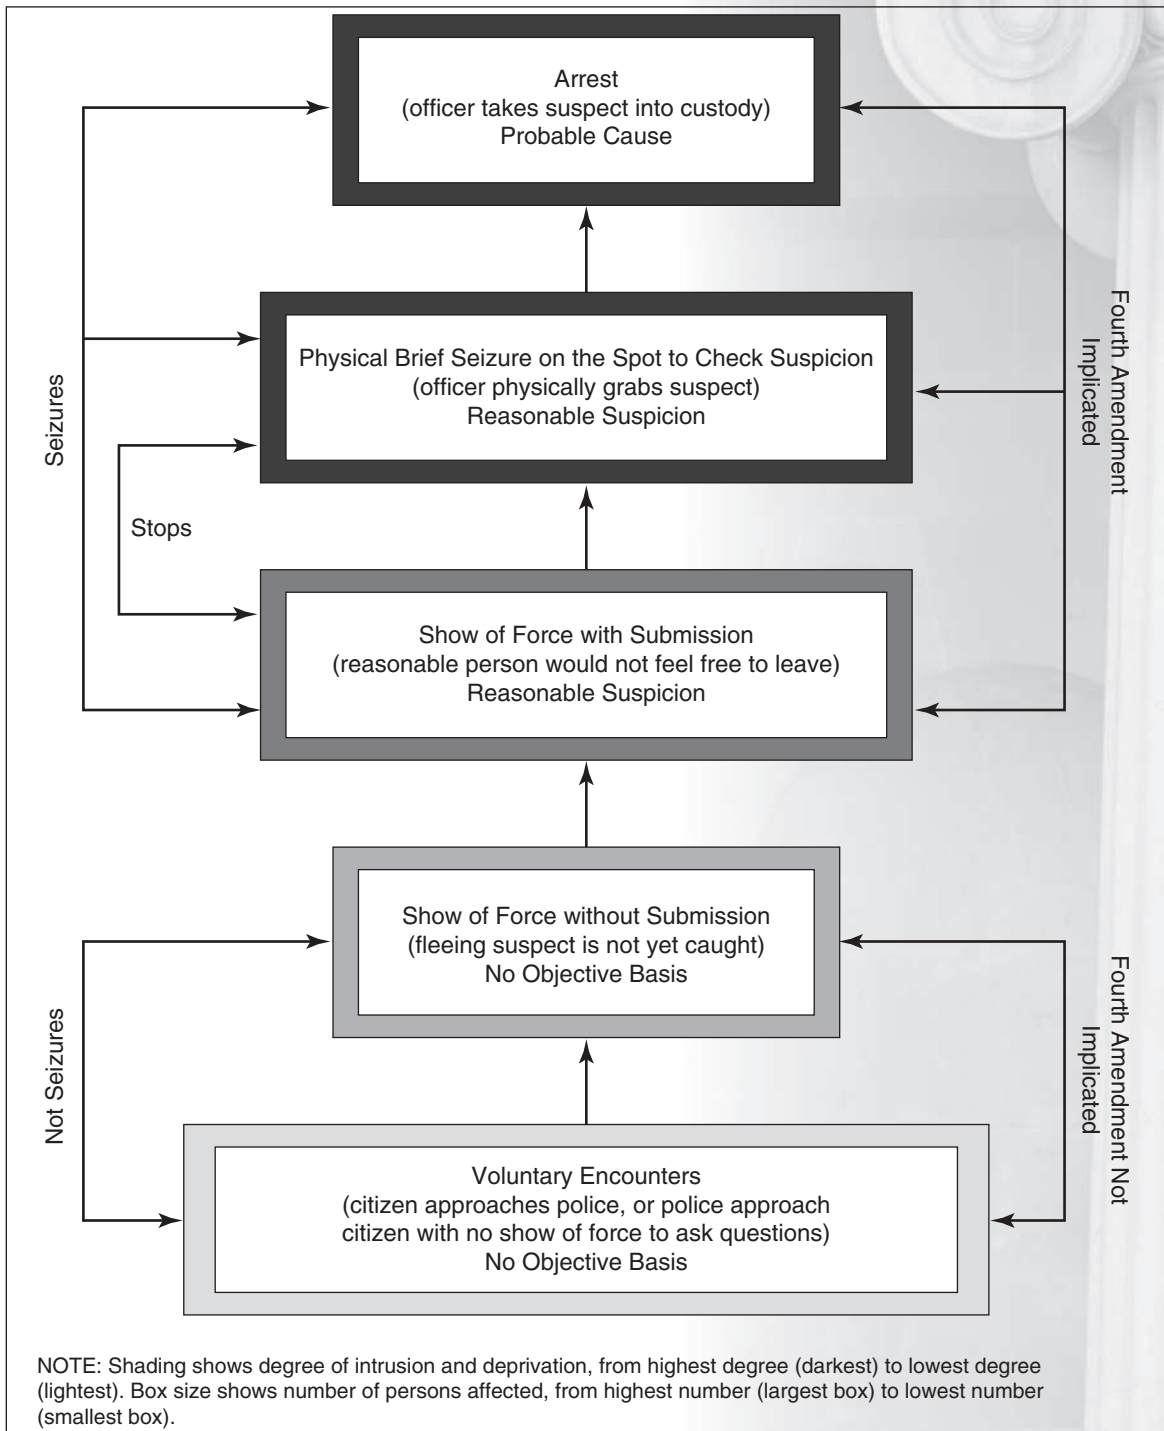 Arrest
(officer takes suspect into custody)
Probable Cause
Physical Brief Seizure on the Spot to Check Suspicion
(officer physically grabs suspect)
Reasonable Suspicion
Seizures
Stops
Fourth Amendment
Implicated
Show of Force with Submission
(reasonable person would not feel free to leave)
Reasonable Suspicion
Show of Force without Submission
(fleeing suspect is not yet caught)
No Objective Basis
Not Seizures
Fourth Amendment Not
Implicated
Voluntary Encounters
(citizen approaches police, or police approach
citizen with no show of force to ask questions)
No Objective Basis
NOTE: Shading shows degree of intrusion and deprivation, from highest degree (darkest) to lowest degree
(lightest). Box size shows number of persons affected, from highest number (largest box) to lowest number
(smallest box).